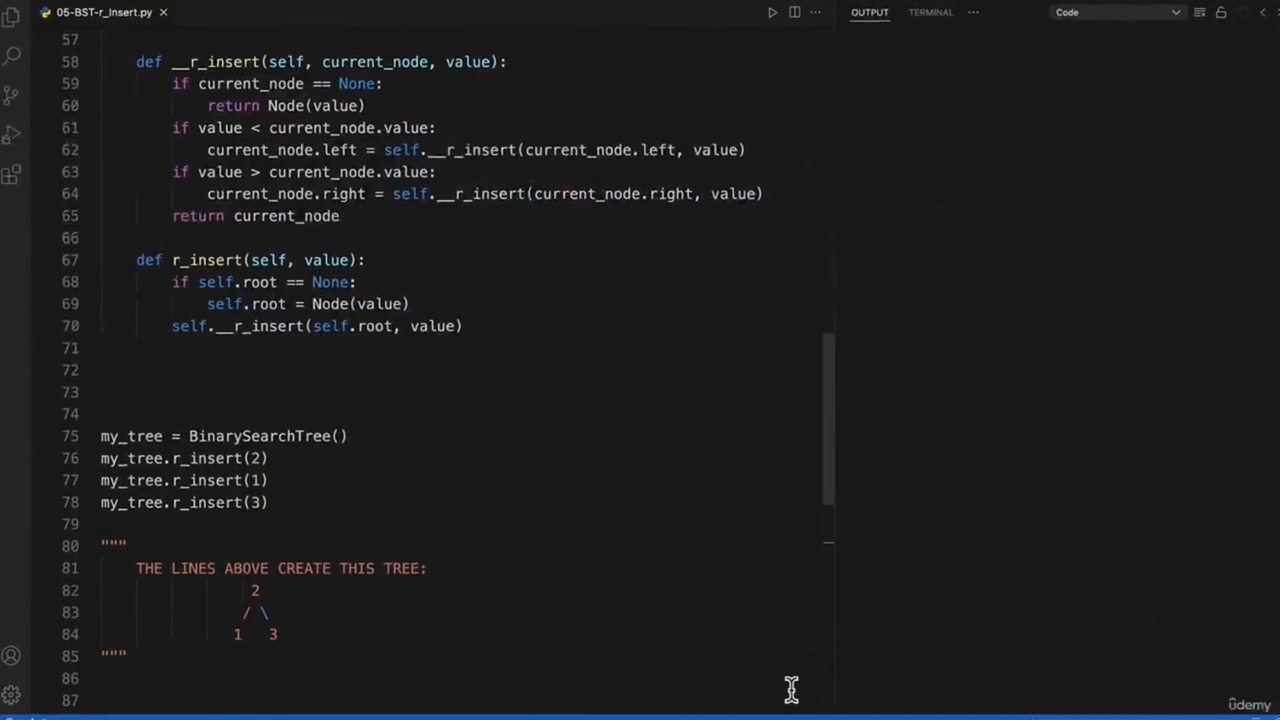 05-BST-r_Insert.py
OUTPUT
TERMINAL
Code
57
58 def __r_insert(self, current_node, value):
59 if current_node == None:
60 return Node(value)
61 if value < current_node.value:
62 current_node.left = self.__r_insert(current_node.left, value)
63 if value > current_node.value:
64 current_node.right = self.__r_insert(current_node.right, value)
65 return current_node
66
67 def r_insert(self, value):
68 if self.root == None:
69 self.root = Node(value)
70 self.__r_insert(self.root, value)
71
72
73
74
75 my_tree = BinarySearchTree()
76 my_tree.r_insert(2)
77 my_tree.r_insert(1)
78 my_tree.r_insert(3)
79
80 """
81 THE LINES ABOVE CREATE THIS TREE:
82 2
83 / \
84 1 3
85 """
86
87
udemy